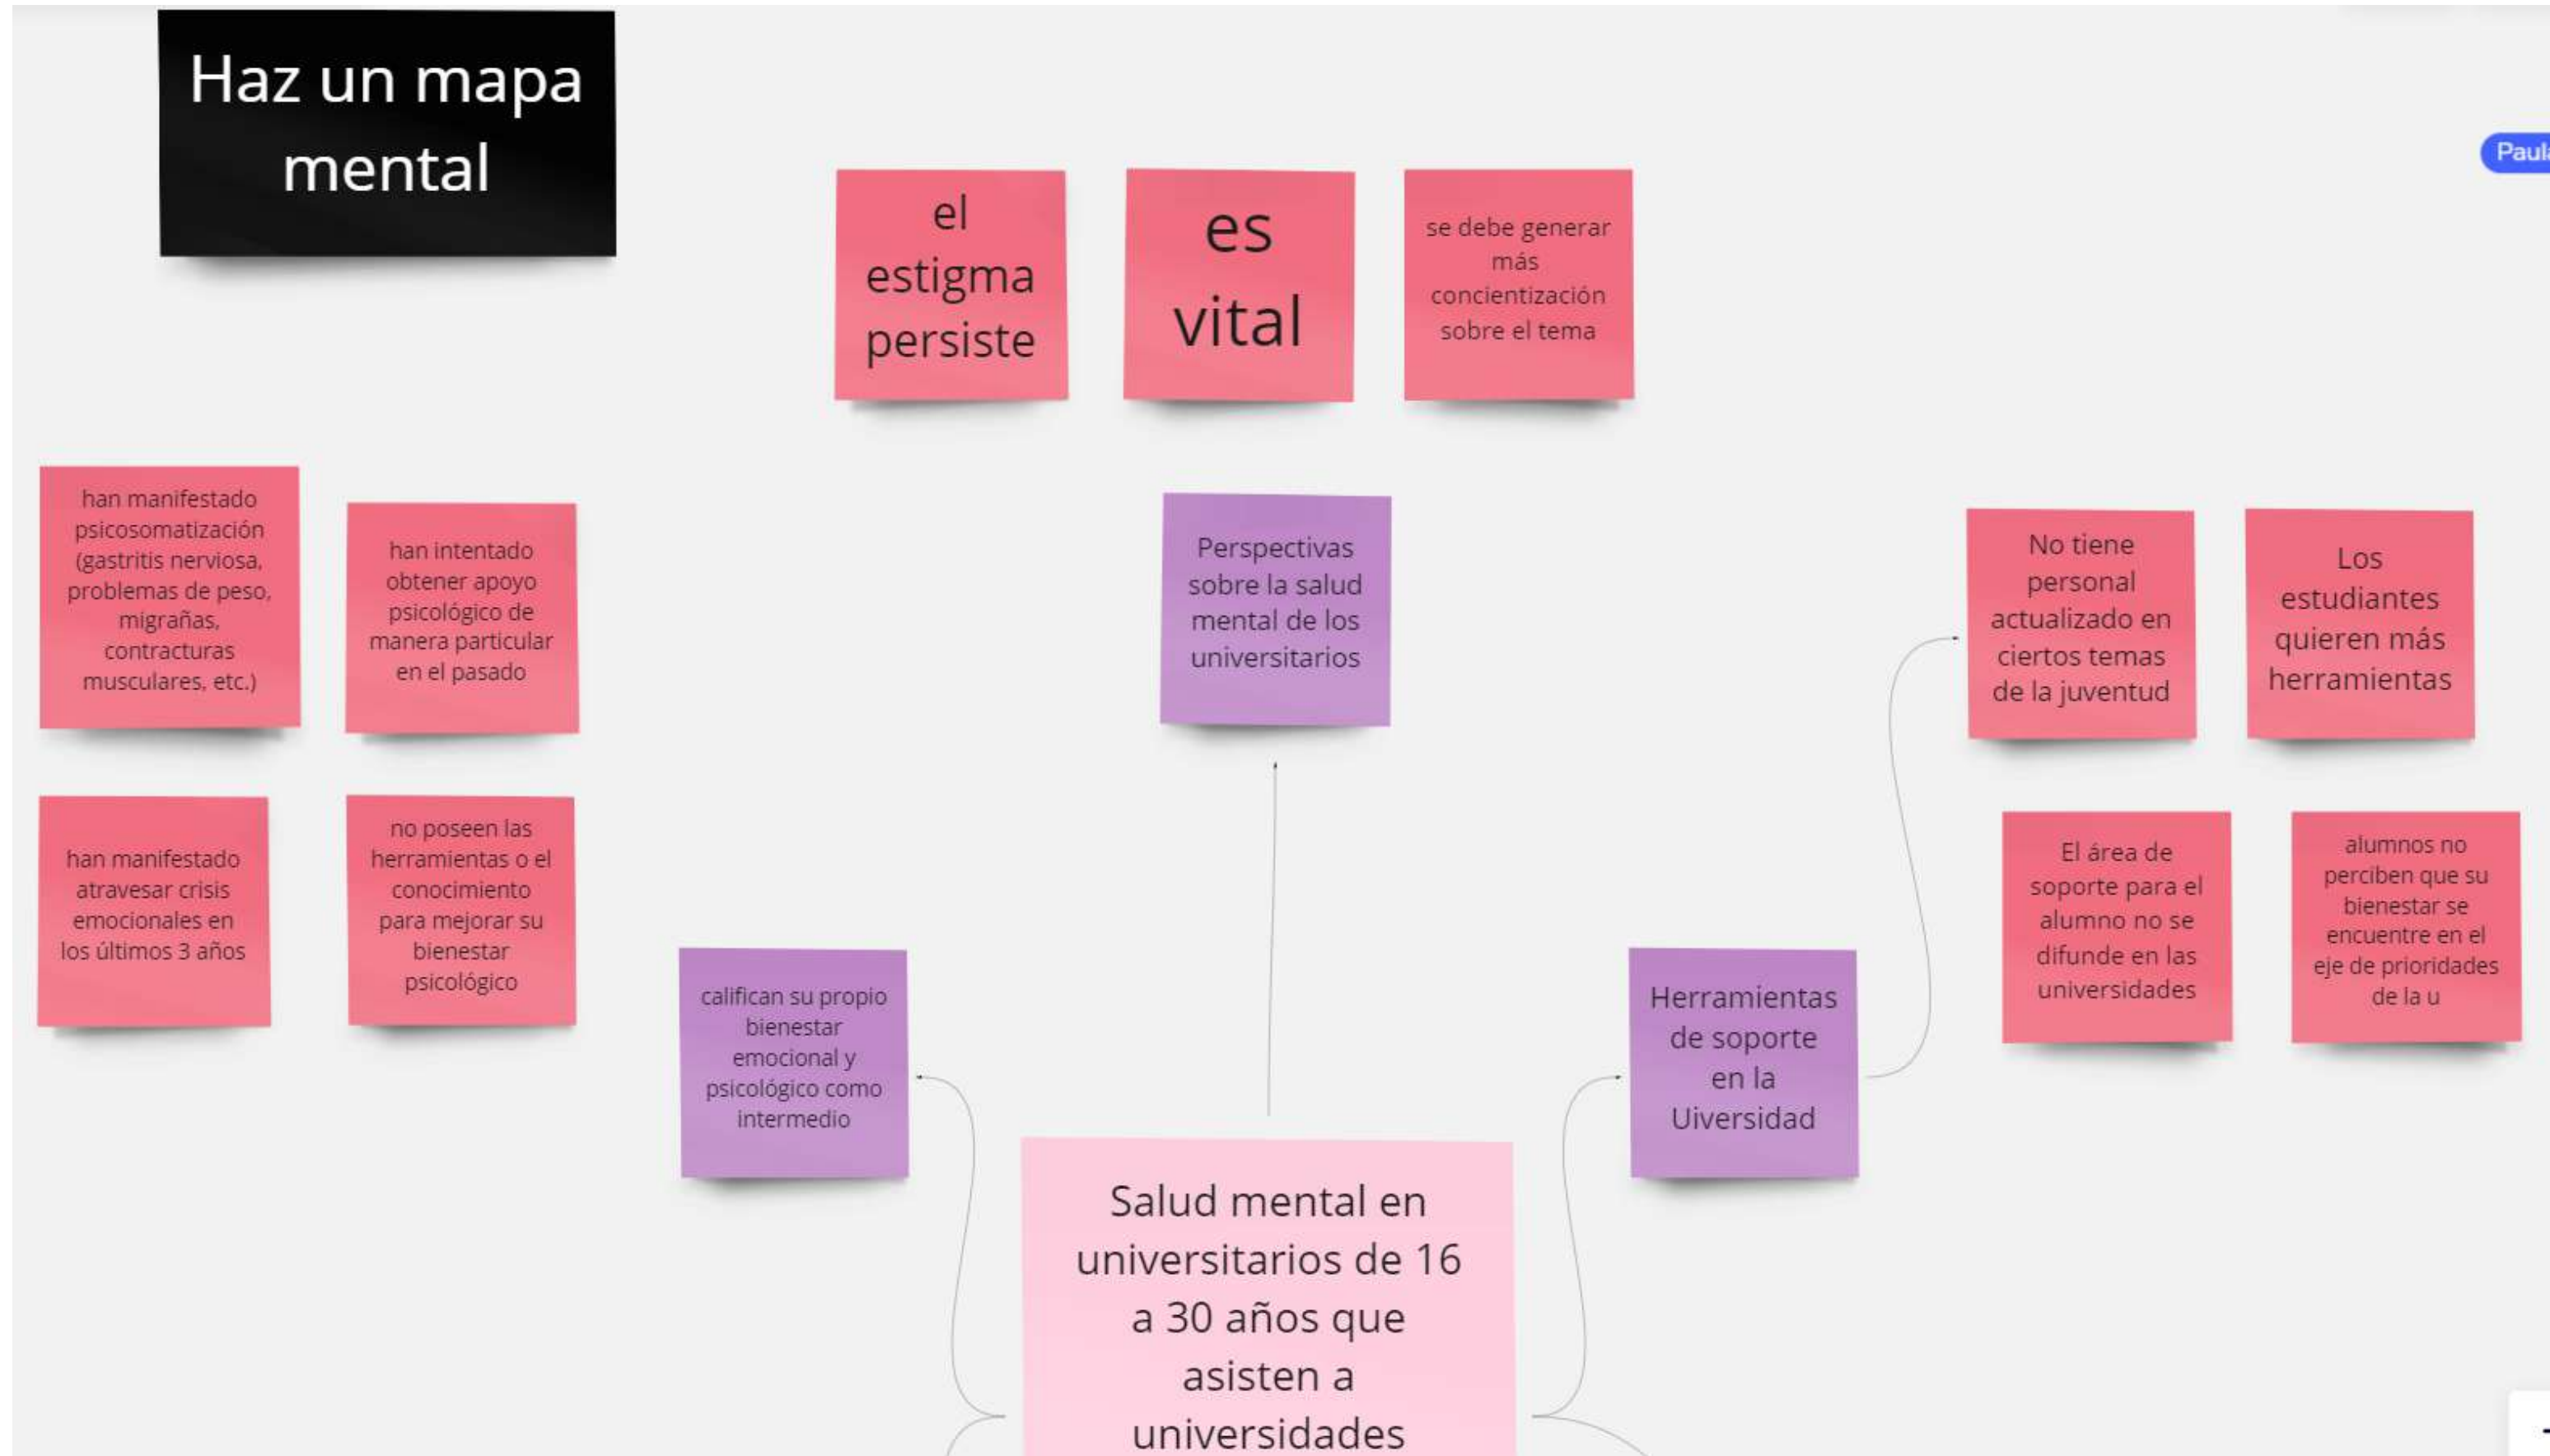 Haz un mapa
mental
Paula
el
estigma
persiste
es
vital
se debe generar
más
concientización
sobre el tema
han manifestado
psicosomatización
(gastritis nerviosa,
problemas de peso,
migrañas,
contracturas
musculares, etc.)
han intentado
obtener apoyo
psicológico de
manera particular
en el pasado
Perspectivas
sobre la salud
mental de los
universitarios
No tiene
personal
actualizado en
ciertos temas
de la juventud
Los
estudiantes
quieren más
herramientas
han manifestado
atravesar crisis
emocionales en
los últimos 3 años
no poseen las
herramientas o el
conocimiento
para mejorar su
bienestar
psicológico
califican su propio
bienestar
emocional y
psicológico como
intermedio
Herramientas
de soporte
en la
Uiversidad
El área de
soporte para el
alumno no se
difunde en las
universidades
alumnos no
perciben que su
bienestar se
encuentre en el
eje de prioridades
de la u
Salud mental en
universitarios de 16
a 30 años que
asisten a
universidades